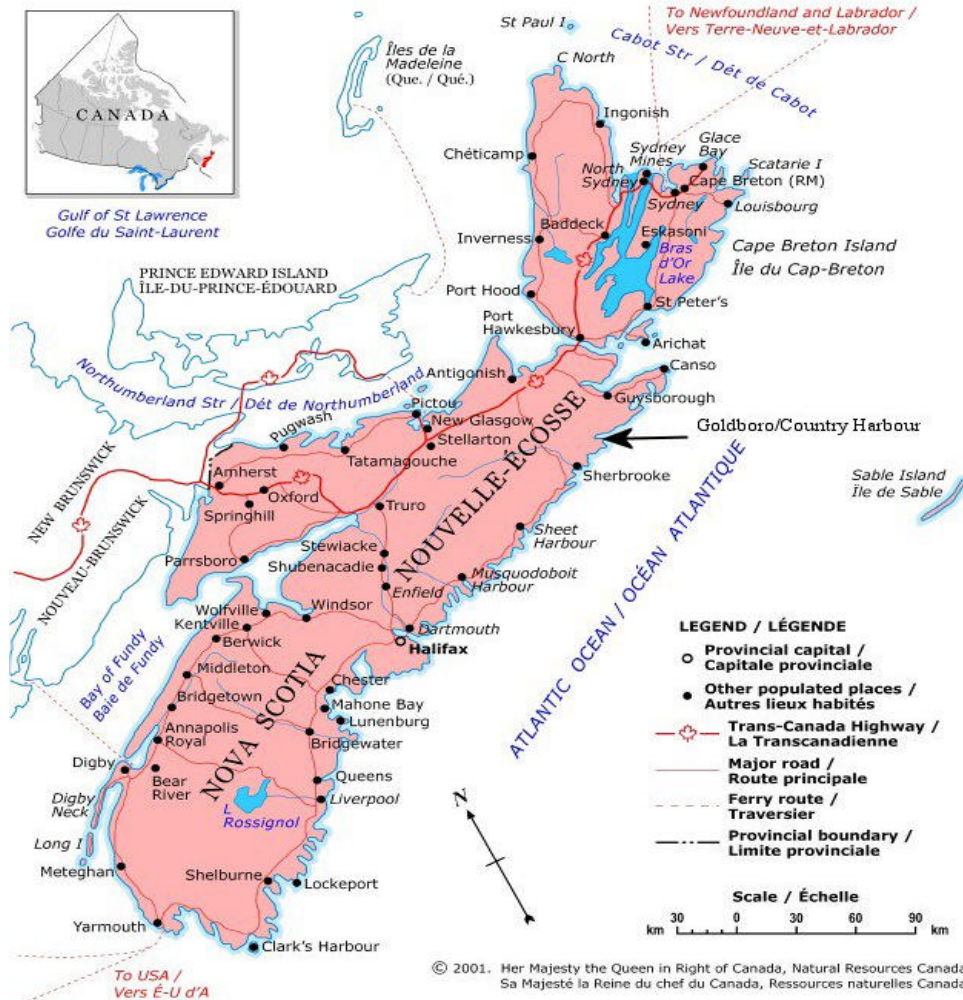 To Newfoundland and Labrador /
Vers Terre-Neuve-et-Labrador
St Paul I
Cabot Str / Dét de Cabot
Îles de la
Madeleine
(Que. / Qué.)
C North
CANADA
Ingonish
Glace
Bay
Sydney
Mines
Chéticamp
North
Sydney
Scatarie I
Cape Breton (RM)
Sydney
Louisbourg
Gulf of St Lawrence
Golfe du Saint-Laurent
Baddeck
Eskasoni
Inverness
Bras
d'Or
Lake
Cape Breton Island
Île du Cap-Breton
PRINCE EDWARD ISLAND
ÎLE-DU-PRINCE-ÉDOUARD
Port Hood
St Peter's
Port
Hawkesbury
Arichat
Canso
Antigonish
Northumberland Str / Dét de Northumberland
Guysborough
Pictou
New Glasgow
Stellarton
Goldboro/Country Harbour
Pugwash
Tatamagouche
NOUVELLE-ÉCOSSE
Sherbrooke
Amherst
Oxford
Springhill
Sable Island
Île de Sable
NEW BRUNSWICK
NOUVEAU-BRUNSWICK
Truro
Sheet
Harbour
Stewiacke
Parrsboro
Shubenacadie
Musquodoboit
Harbour
Enfield
ATLANTIC OCEAN / OCÉAN ATLANTIQUE
Wolfville
Windsor
Kentville
Dartmouth
Berwick
Halifax
Bay of Fundy
Baie de Fundy
Middleton
Chester
Bridgetown
Mahone Bay
Lunenburg
Annapolis
Royal
NOVA SCOTIA
Bridgewater
Digby
Bear
River
Queens
Digby
Neck
Liverpool
L
Rossignol
Long I
Meteghan
Shelburne
Lockeport
Yarmouth
Clark's Harbour
To USA /
Vers É-U d'A
N
LEGEND / LÉGENDE
Provincial capital /
Capitale provinciale
Other populated places /
Autres lieux habités
Trans-Canada Highway /
La Transcanadienne
Major road /
Route principale
Ferry route /
Traversier
Provincial boundary /
Limite provinciale
Scale / Échelle
30 0 30 60 90
km km
© 2001. Her Majesty the Queen in Right of Canada, Natural Resources Canada
Sa Majesté la Reine du chef du Canada, Ressources naturelles Canada